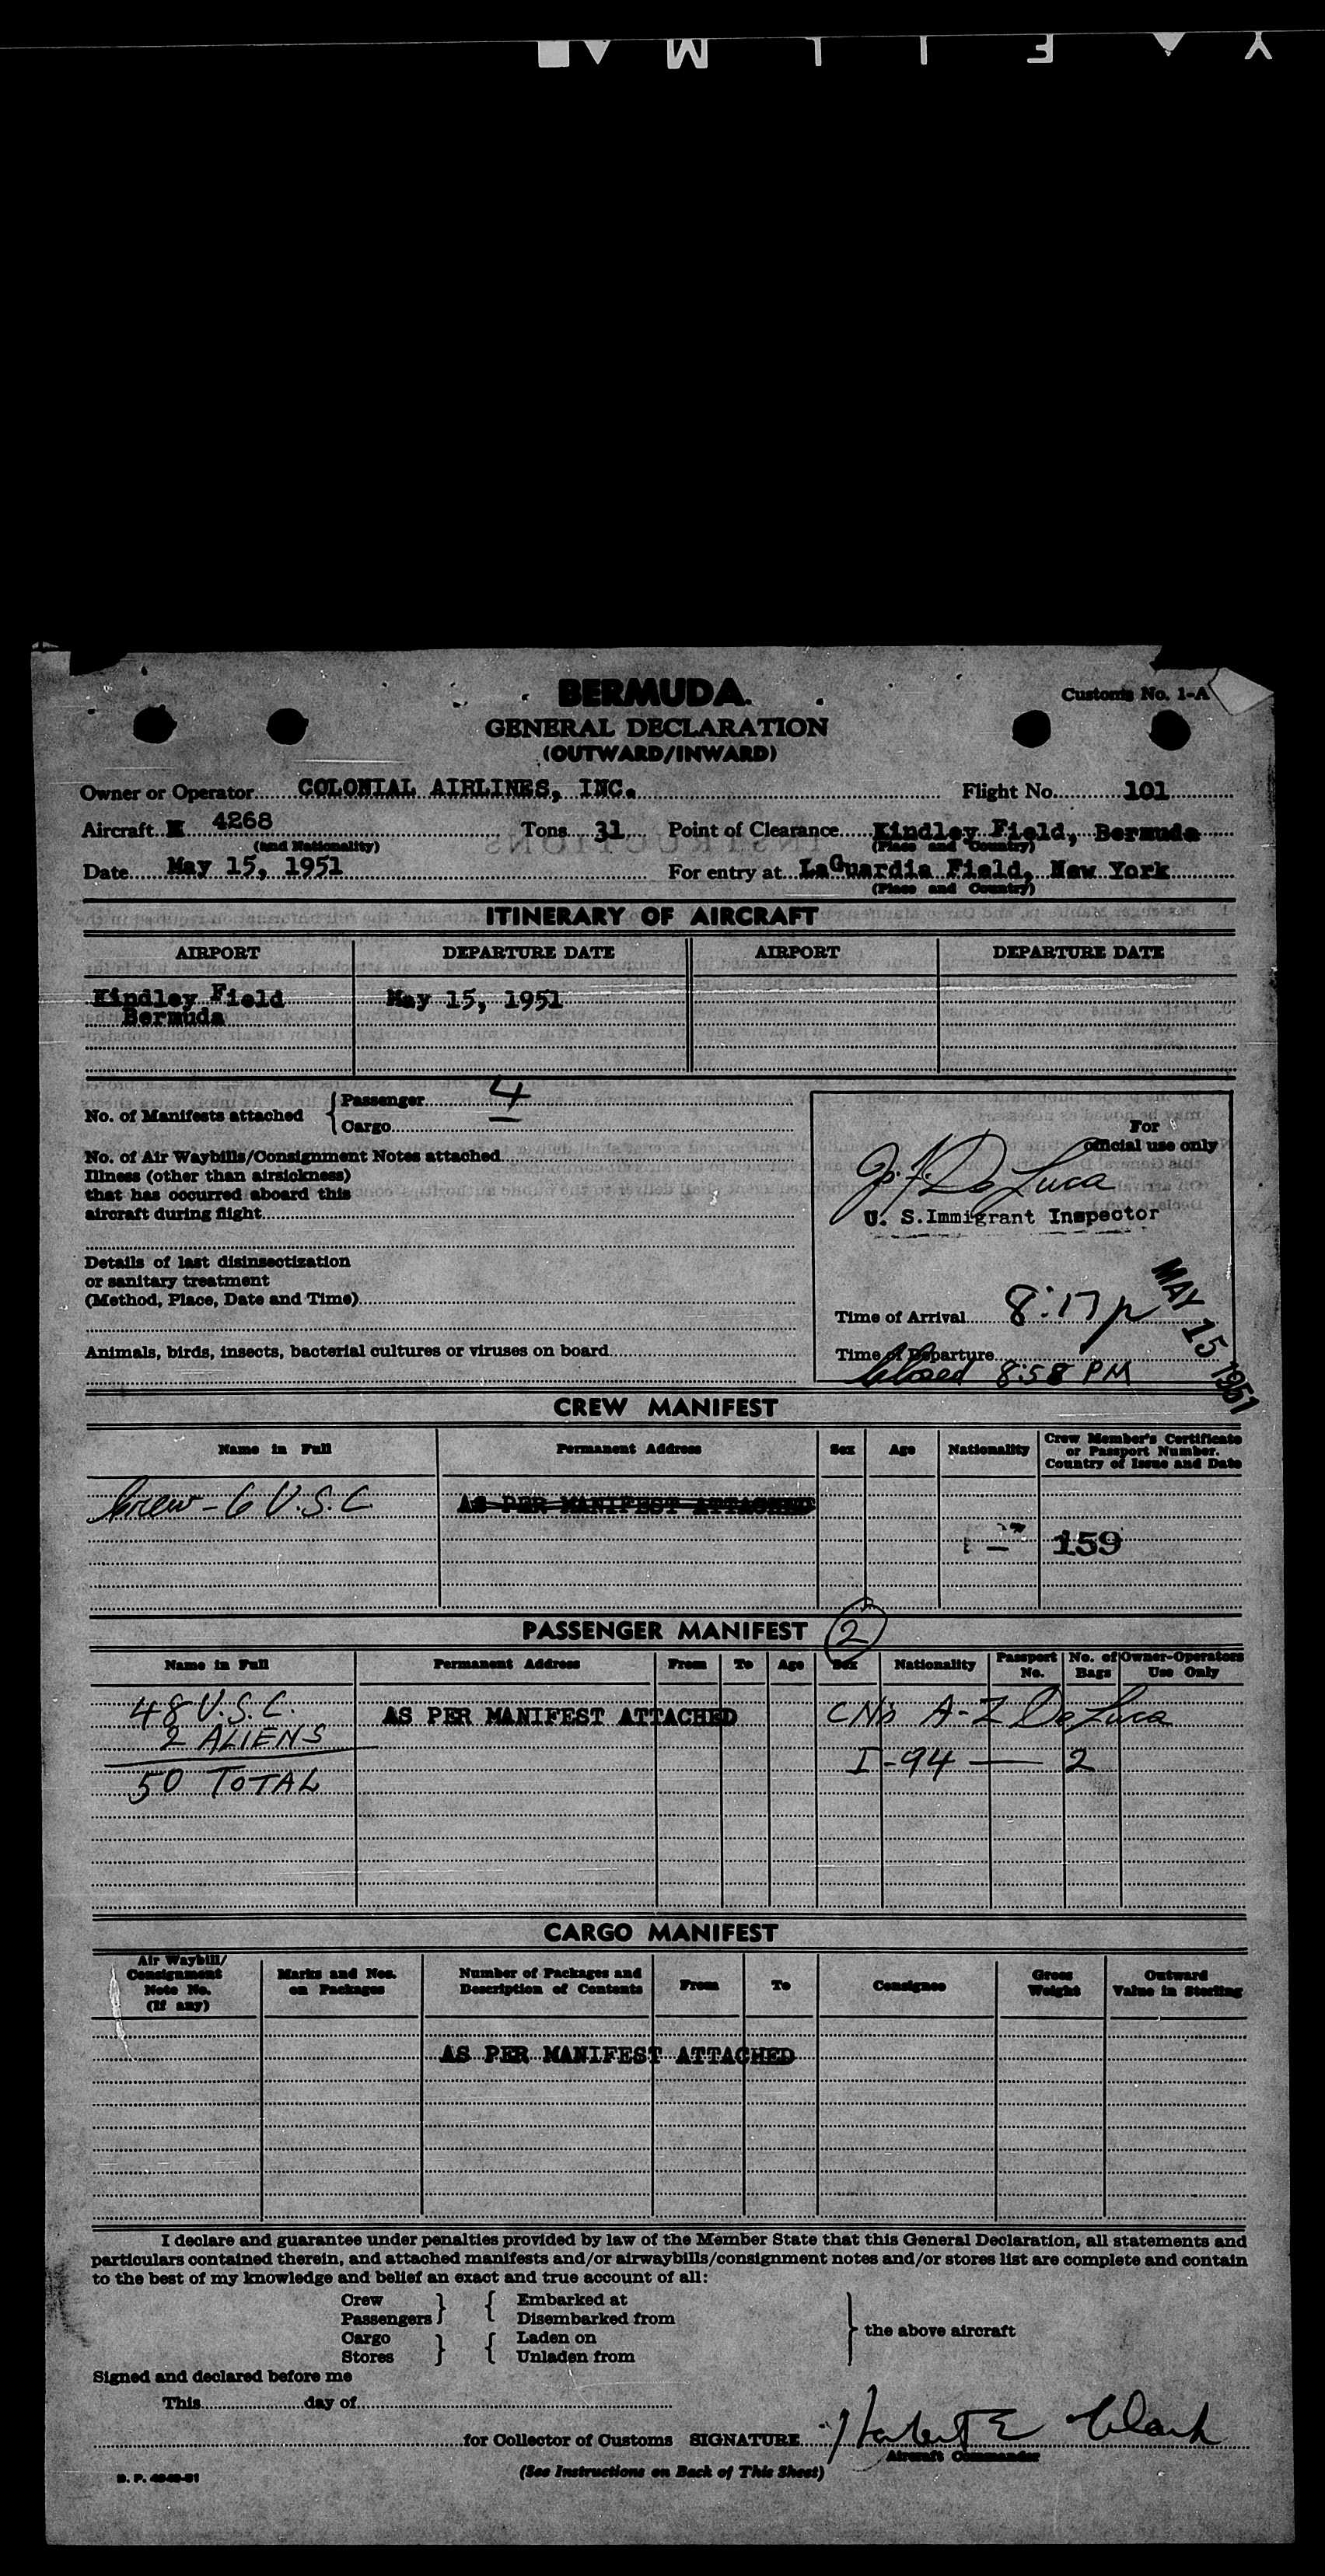 BERMUDA.
Customs No. 1-A
GENERAL DECLARATION
(OUTWARD/INWARD)
Owner or Operator COLONIAL AIRLINES, INC. Flight No. 101
Aircraft N 4268 Tons 31 Point of Clearance Kindley Field, Bermuda
(and Nationality) (Place and Country)
Date May 15, 1951 For entry at LaGuardia Field, New York
(Place and Country)
ITINERARY OF AIRCRAFT
AIRPORT DEPARTURE DATE AIRPORT DEPARTURE DATE
Kindley Field May 15, 1951
Bermuda
No. of Manifests attached { Passenger 4
Cargo —
No. of Air Waybills/Consignment Notes attached
Illness (other than airsickness)
that has occurred aboard this
aircraft during flight
Details of last disinsectization
or sanitary treatment
(Method, Place, Date and Time)
Animals, birds, insects, bacterial cultures or viruses on board
For
official use only
J. F. De Luca
U. S. Immigrant Inspector
Time of Arrival 8:17 p
MAY 15 1951
Time of Departure
Closed 8:58 PM
CREW MANIFEST
Name in Full Permanent Address Sex Age Nationality Crew Member's Certificate
or Passport Number.
Country of Issue and Date
Crew - 6 U.S.C. AS PER MANIFEST ATTACHED
159
PASSENGER MANIFEST 2
Name in Full Permanent Address From To Age Sex Nationality Passport No. No. of Bags Owner-Operators Use Only
48 U.S.C. AS PER MANIFEST ATTACHED A-Z De Luca
2 ALIENS
I-94 — 2
50 TOTAL
CARGO MANIFEST
Air Waybill/
Consignment
Note No.
(If any)
Marks and Nos.
on Packages
Number of Packages and
Description of Contents
From To Consignee
Gross
Weight
Outward
Value in Sterling
AS PER MANIFEST ATTACHED
I declare and guarantee under penalties provided by law of the Member State that this General Declaration, all statements and
particulars contained therein, and attached manifests and/or airwaybills/consignment notes and/or stores list are complete and contain
to the best of my knowledge and belief an exact and true account of all:
Crew } { Embarked at
Passengers Disembarked from
Cargo } { Laden on
Stores Unladen from
} the above aircraft
Signed and declared before me
This day of
for Collector of Customs SIGNATURE Herbert E Clark
Aircraft Commander
(See Instructions on Back of This Sheet)